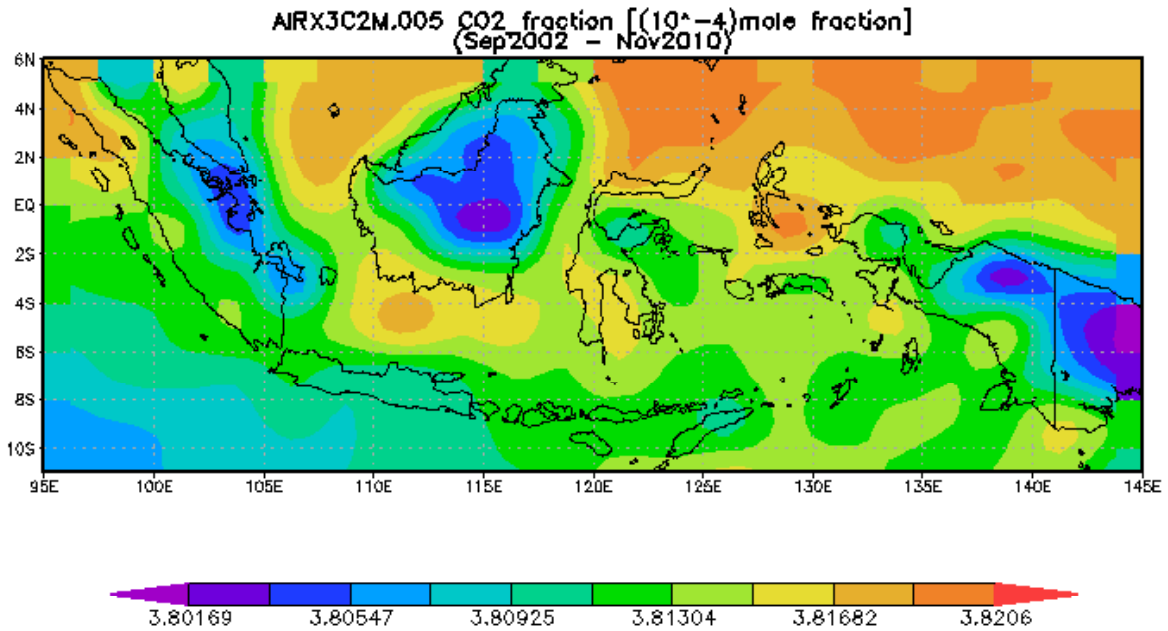 AIRX3C2M.005 CO2_fraction [(10^-4)mole fraction]
(Sep2002 - Nov2010)
6N
4N
2N
EQ
2S
4S
6S
8S
10S
95E 100E 105E 110E 115E 120E 125E 130E 135E 140E 145E
3.80169 3.80547 3.80925 3.81304 3.81682 3.8206